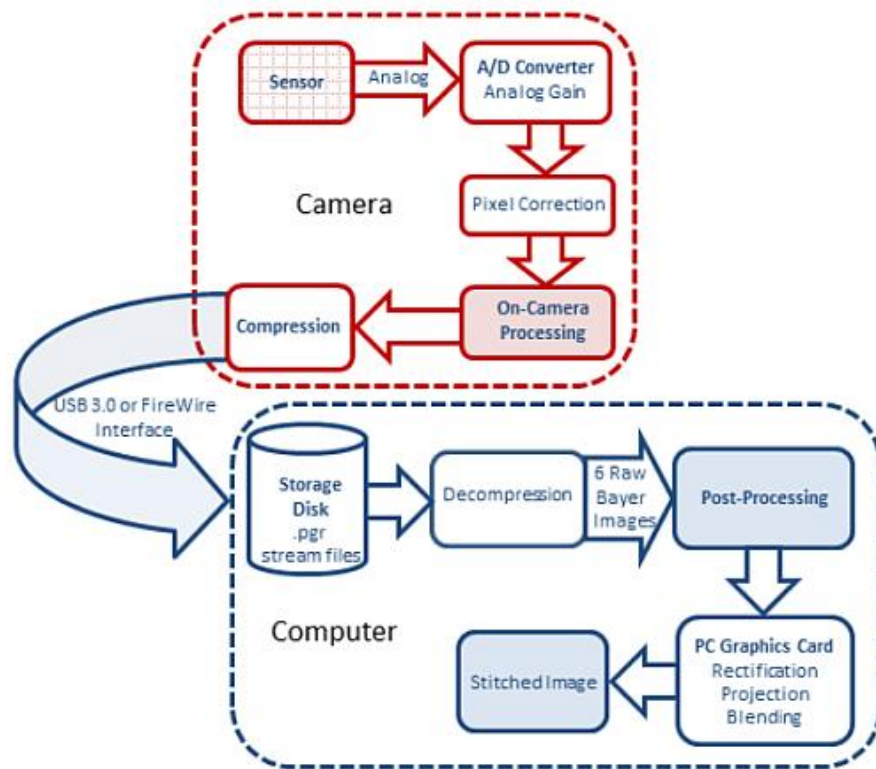 Sensor
Analog
A/D Converter
Analog Gain
Camera
Pixel Correction
On-Camera
Processing
Compression
USB 3.0 or FireWire
Interface
Storage
Disk
.pgr
stream files
Decompression
6 Raw
Bayer
Images
Post-Processing
Computer
PC Graphics Card
Rectification
Projection
Blending
Stitched Image